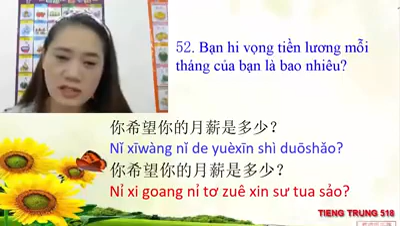 52. Bạn hi vọng tiền lương mỗi
tháng của bạn là bao nhiêu?
你希望你的月薪是多少？
Nǐ xīwàng nǐ de yuèxīn shì duōshǎo?
你希望你的月薪是多少？
Nỉ xi goang nỉ tơ zuê xin sư tua sảo?
TIENG TRUNG 518